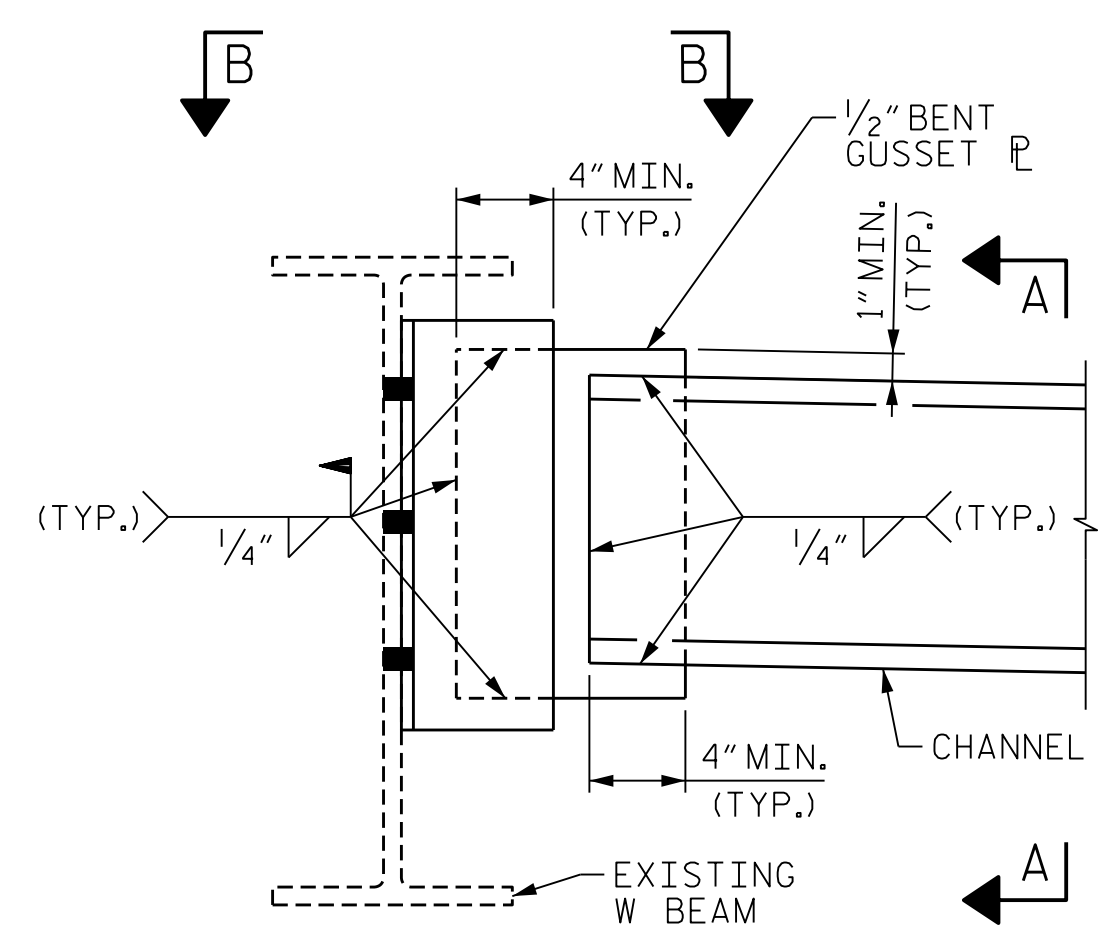 B
B
1/2" BENT
GUSSET ℄
4" MIN.
(TYP.)
1" MIN.
(TYP.)
A
(TYP.)
1/4"
1/4"
(TYP.)
CHANNEL
4" MIN.
(TYP.)
A
EXISTING
W BEAM